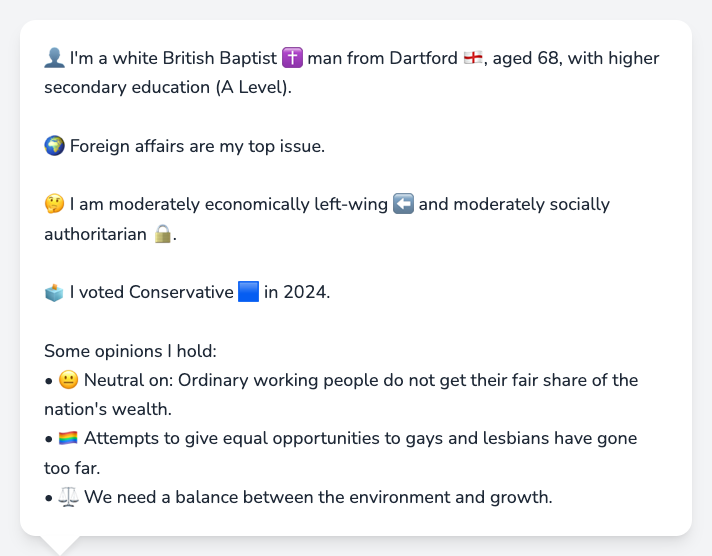 👤 I'm a white British Baptist ✝️ man from Dartford 🏴󠁧󠁢󠁥󠁮󠁧󠁿, aged 68, with higher
secondary education (A Level).
🌍 Foreign affairs are my top issue.
🤔 I am moderately economically left-wing ⬅️ and moderately socially
authoritarian 🔒.
🗳️ I voted Conservative 🟦 in 2024.
Some opinions I hold:
• 😐 Neutral on: Ordinary working people do not get their fair share of the
nation's wealth.
• 🏳️‍🌈 Attempts to give equal opportunities to gays and lesbians have gone
too far.
• ⚖️ We need a balance between the environment and growth.